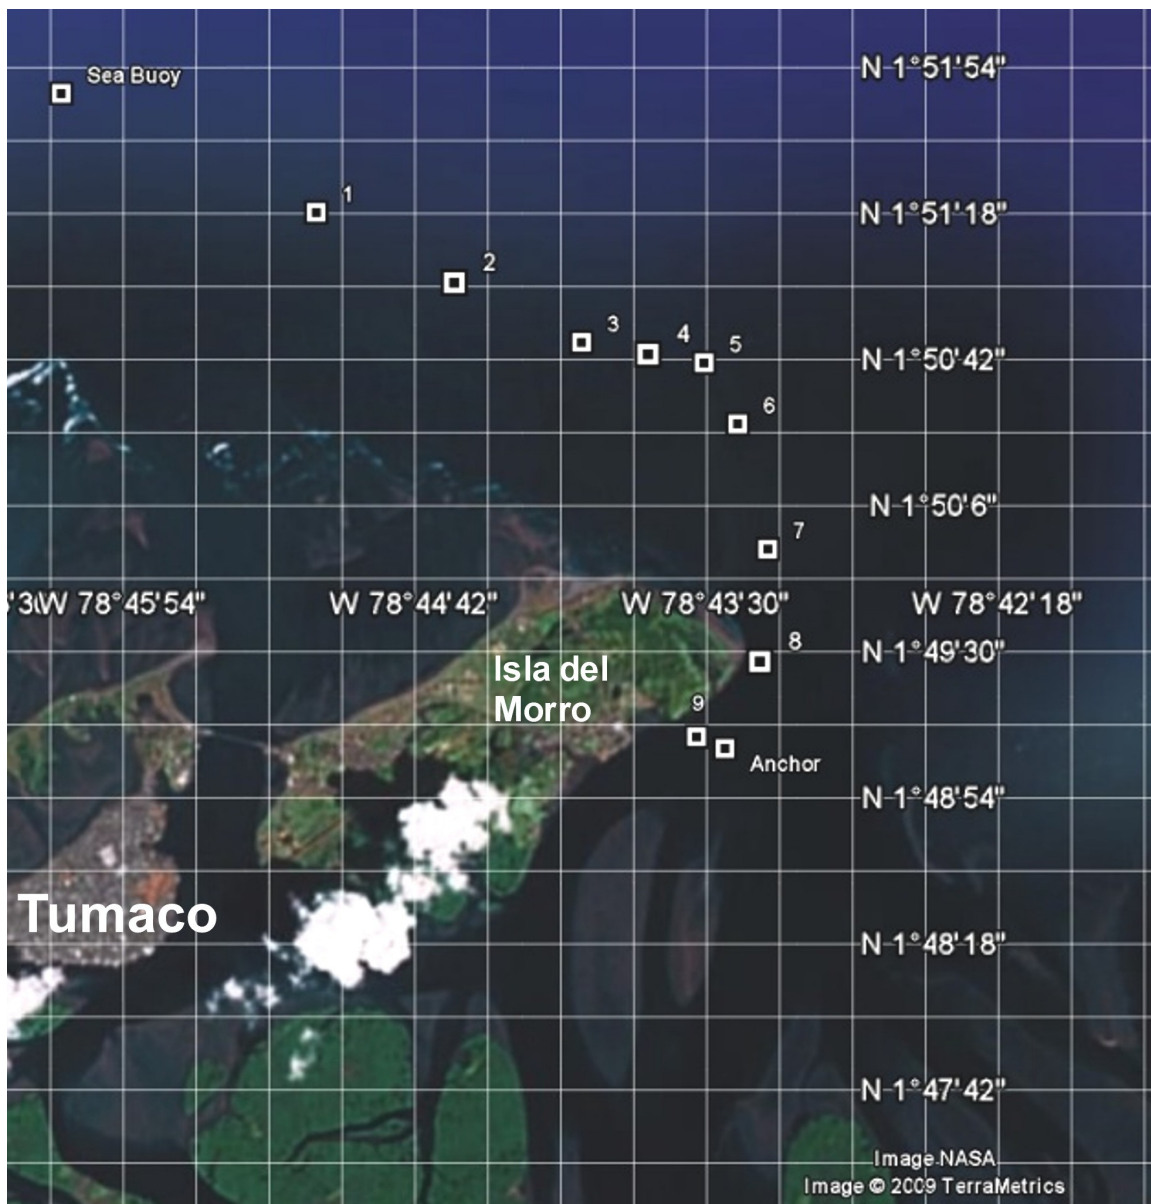 Sea Buoy
N 1°51'54"
1
N 1°51'18"
2
3
4
5
N 1°50'42"
6
N 1°50'6"
7
W 78°45'54"
W 78°44'42"
W 78°43'30"
W 78°42'18"
8
N 1°49'30"
Isla del
Morro
9
Anchor
N 1°48'54"
Tumaco
N 1°48'18"
N 1°47'42"
Image NASA
Image © 2009 TerraMetrics